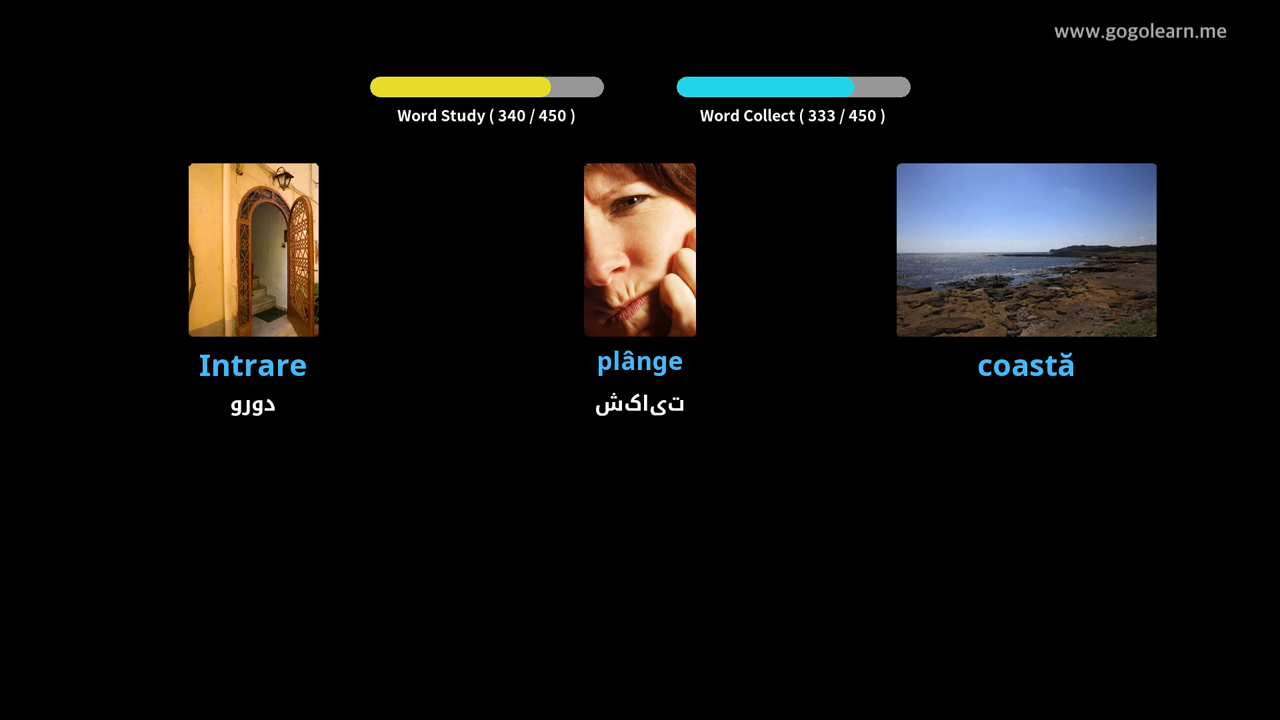 www.gogolearn.me
Word Study ( 340 / 450 )
Word Collect ( 333 / 450 )
Intrare
دورو
plânge
تیاکش
coastă